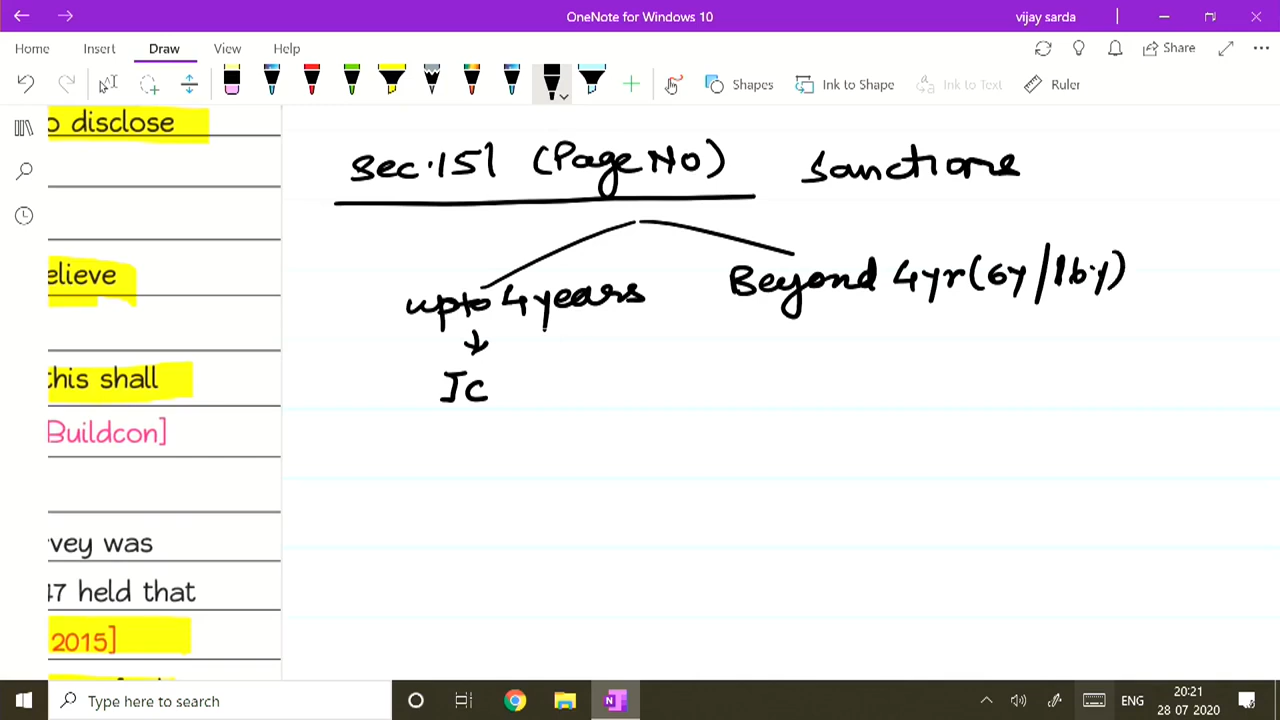 OneNote for Windows 10
vijay sarda
Home Insert Draw View Help
Share
Shapes Ink to Shape Ink to Text Ruler
o disclose
elieve
this shall
Buildcon]
vey was
47 held that
2015]
Sec.151 (Page No) Sanctions
upto 4 years
Beyond 4yr (6y/16y)
JC
Type here to search
ENG
20:21
28 07 2020